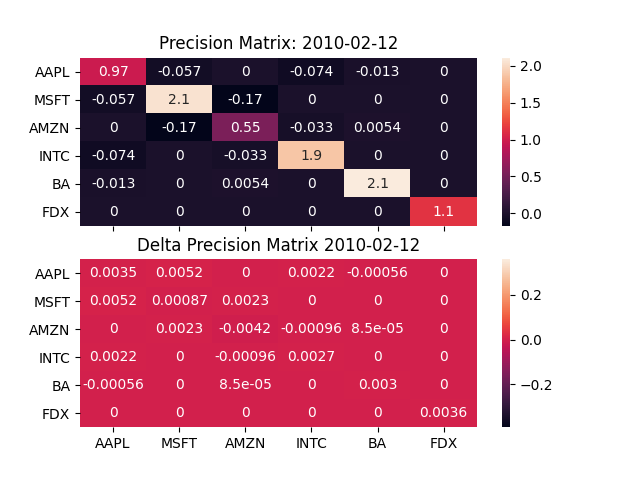 Precision Matrix: 2010-02-12
AAPL 0.97 -0.057 0 -0.074 -0.013 0
MSFT -0.057 2.1 -0.17 0 0 0
AMZN 0 -0.17 0.55 -0.033 0.0054 0
INTC -0.074 0 -0.033 1.9 0 0
BA -0.013 0 0.0054 0 2.1 0
FDX 0 0 0 0 0 1.1
2.0
1.5
1.0
0.5
0.0
Delta Precision Matrix 2010-02-12
AAPL 0.0035 0.0052 0 0.0022 -0.00056 0
MSFT 0.0052 0.00087 0.0023 0 0 0
AMZN 0 0.0023 -0.0042 -0.00096 8.5e-05 0
INTC 0.0022 0 -0.00096 0.0027 0 0
BA -0.00056 0 8.5e-05 0 0.003 0
FDX 0 0 0 0 0 0.0036
AAPL MSFT AMZN INTC BA FDX
0.2
0.0
−0.2